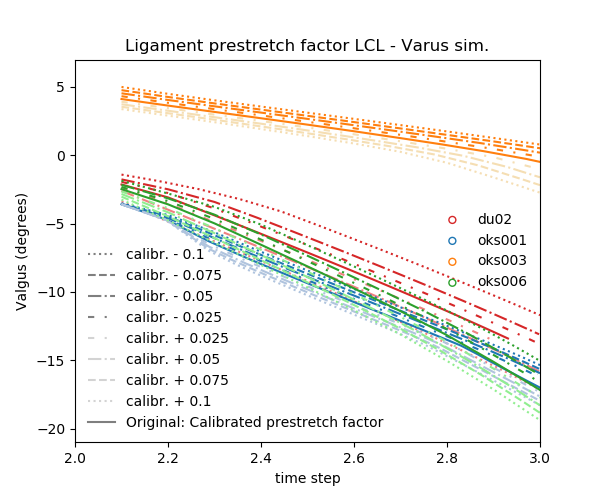 Ligament prestretch factor LCL - Varus sim.
Valgus (degrees)
5
0
−5
−10
−15
−20
du02
oks001
oks003
oks006
calibr. - 0.1
calibr. - 0.075
calibr. - 0.05
calibr. - 0.025
calibr. + 0.025
calibr. + 0.05
calibr. + 0.075
calibr. + 0.1
Original: Calibrated prestretch factor
2.0 2.2 2.4 2.6 2.8 3.0
time step